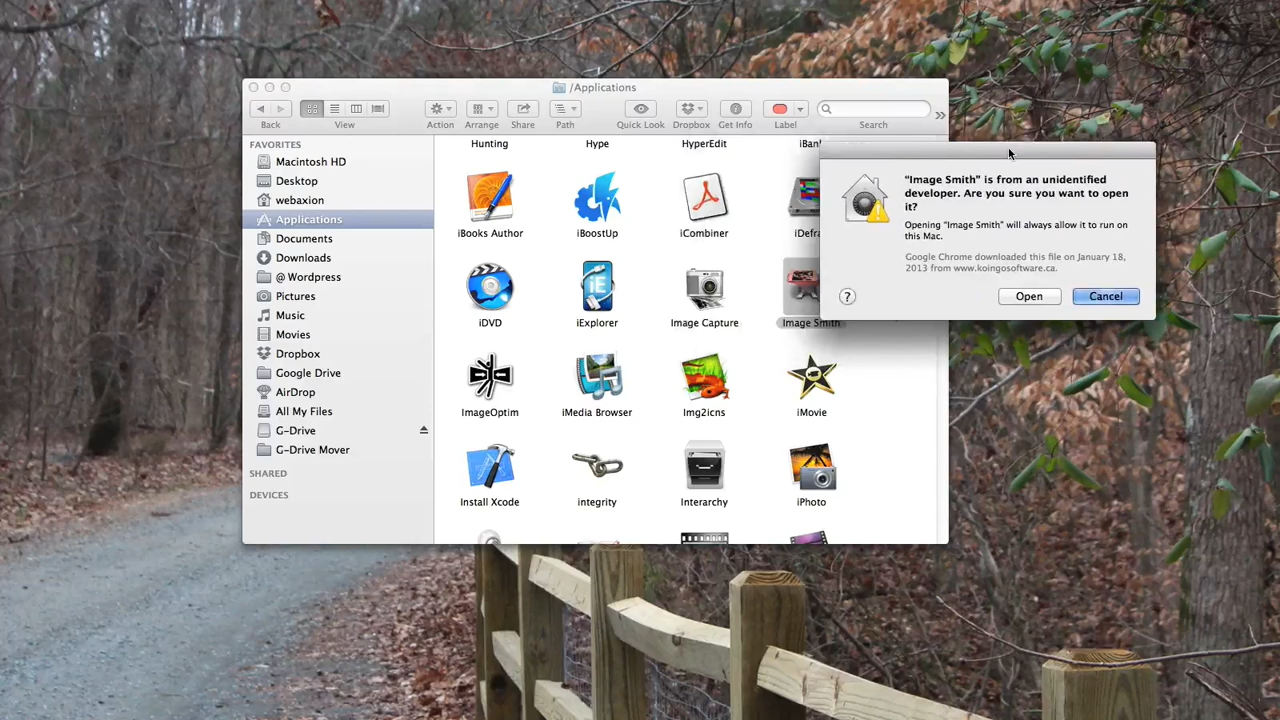 /Applications
Back
View
Action
Arrange
Share
Path
Quick Look
Dropbox
Get Info
Label
Search
»
FAVORITES
Macintosh HD
Desktop
webaxion
Applications
Documents
Downloads
@ Wordpress
Pictures
Music
Movies
Dropbox
Google Drive
AirDrop
All My Files
G-Drive
G-Drive Mover
SHARED
DEVICES
Hunting
Hype
HyperEdit
iBooks Author
iBoostUp
iCombiner
iDVD
iExplorer
Image Capture
Image Smith
ImageOptim
iMedia Browser
Img2icns
iMovie
Install Xcode
integrity
Interarchy
iPhoto
"Image Smith" is from an unidentified
developer. Are you sure you want to open
it?
Opening "Image Smith" will always allow it to run on
this Mac.
Google Chrome downloaded this file on January 18,
2013 from www.koingosoftware.ca.
?
Open
Cancel